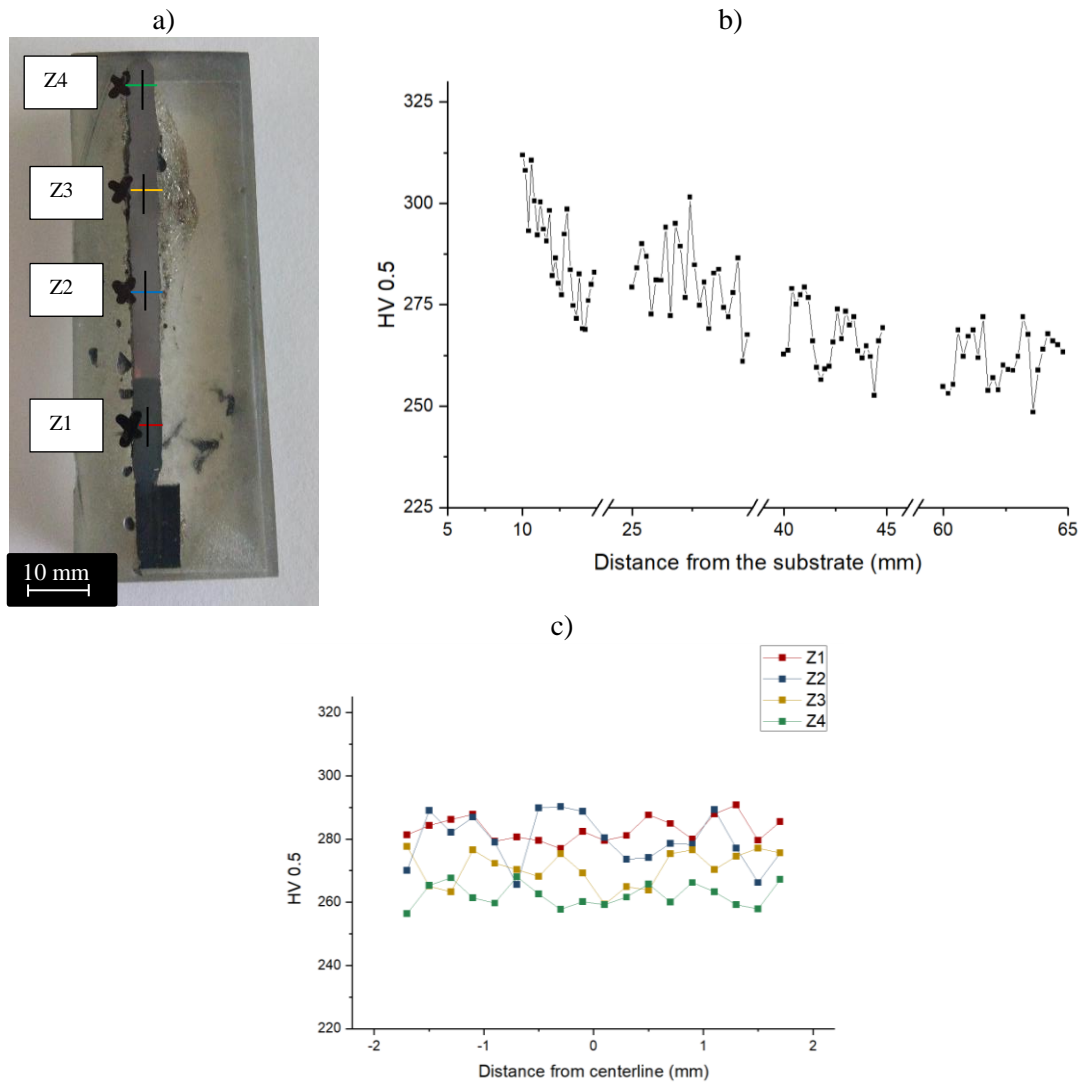 a)
Z4
Z3
Z2
Z1
10 mm
b)
HV 0.5
325
300
275
250
225
5
10
25
40
45
60
65
Distance from the substrate (mm)
c)
Z1
Z2
Z3
Z4
HV 0.5
320
300
280
260
240
220
-2
-1
0
1
2
Distance from centerline (mm)